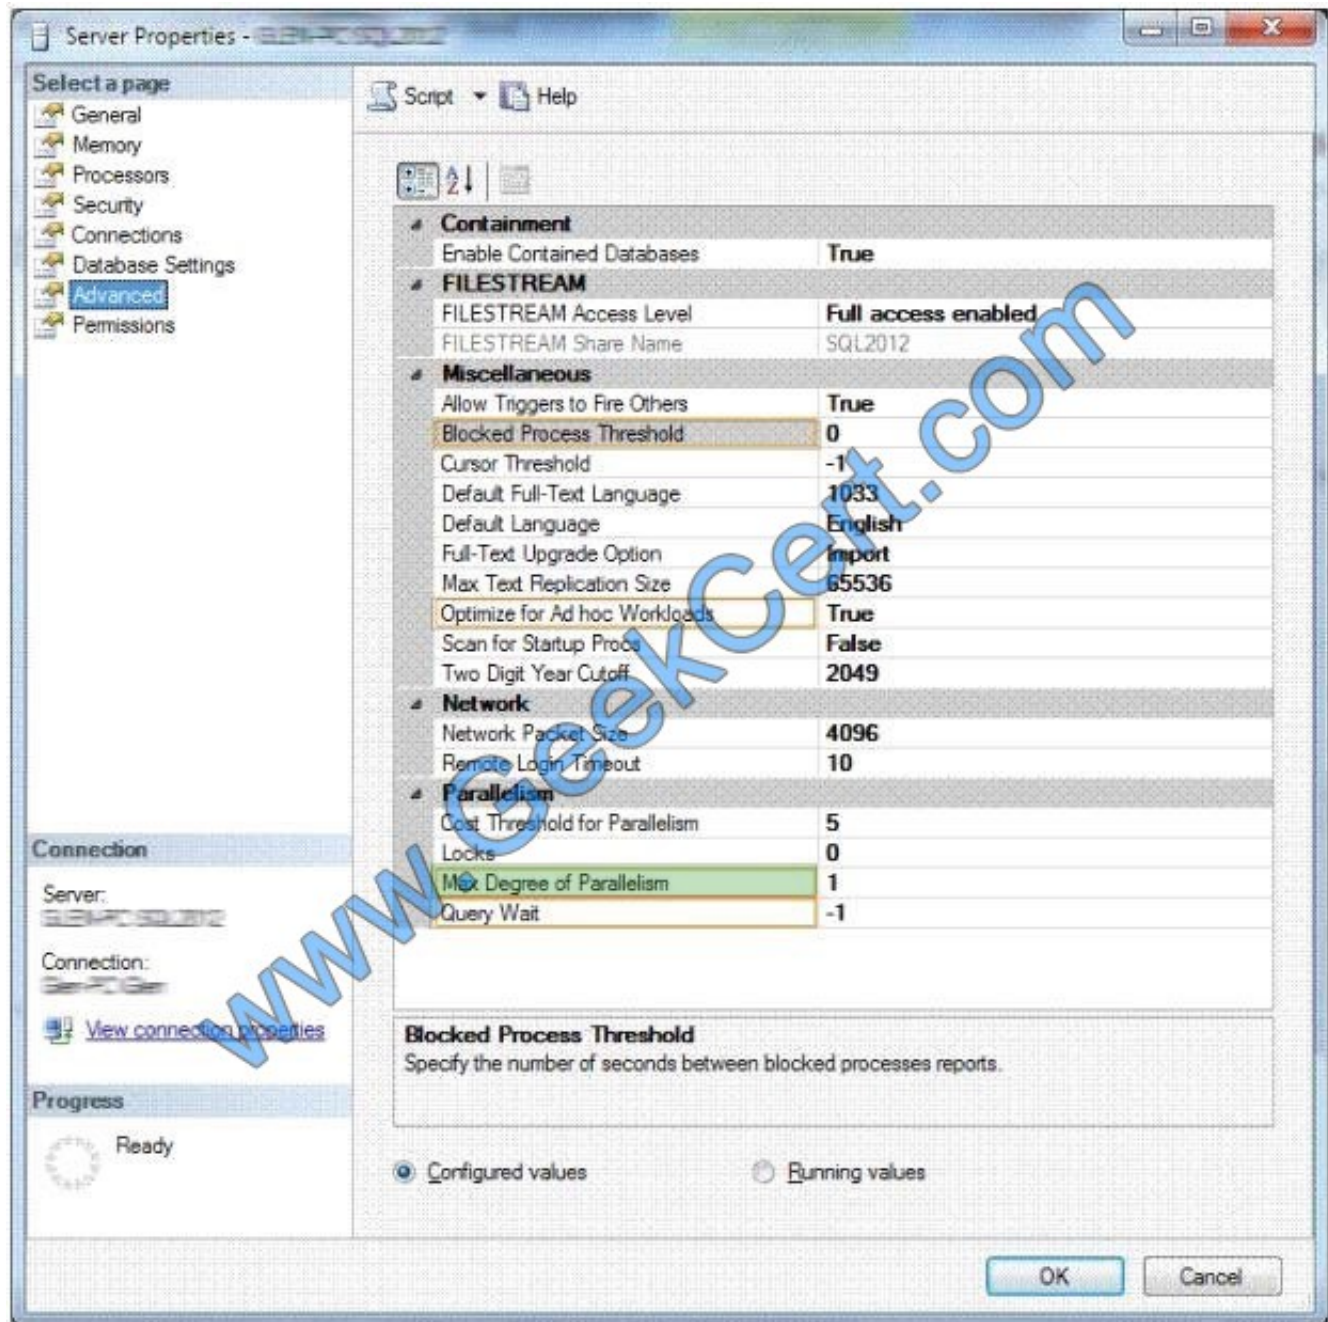 Server Properties -
Select a page
General
Memory
Processors
Security
Connections
Database Settings
Advanced
Permissions
Script
Help
Containment
Enable Contained Databases True
FILESTREAM
FILESTREAM Access Level Full access enabled
FILESTREAM Share Name SQL2012
Miscellaneous
Allow Triggers to Fire Others True
Blocked Process Threshold 0
Cursor Threshold -1
Default Full-Text Language 1033
Default Language English
Full-Text Upgrade Option Import
Max Text Replication Size 65536
Optimize for Ad hoc Workloads True
Scan for Startup Procs False
Two Digit Year Cutoff 2049
Network
Network Packet Size 4096
Remote Login Timeout 10
Parallelism
Cost Threshold for Parallelism 5
Locks 0
Max Degree of Parallelism 1
Query Wait -1
Connection
Server:
Connection:
View connection properties
Progress
Ready
Blocked Process Threshold
Specify the number of seconds between blocked processes reports.
Configured values
Running values
OK
Cancel
www.GeekCert.com